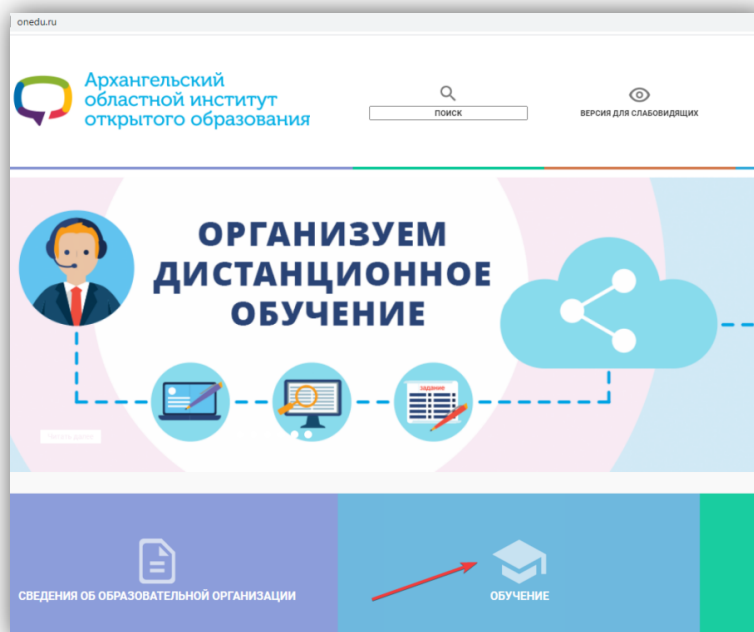 onedu.ru
Архангельский
областной институт
открытого образования
ПОИСК
ВЕРСИЯ ДЛЯ СЛАБОВИДЯЩИХ
ОРГАНИЗУЕМ
ДИСТАНЦИОННОЕ
ОБУЧЕНИЕ
задание
СВЕДЕНИЯ ОБ ОБРАЗОВАТЕЛЬНОЙ ОРГАНИЗАЦИИ
ОБУЧЕНИЕ